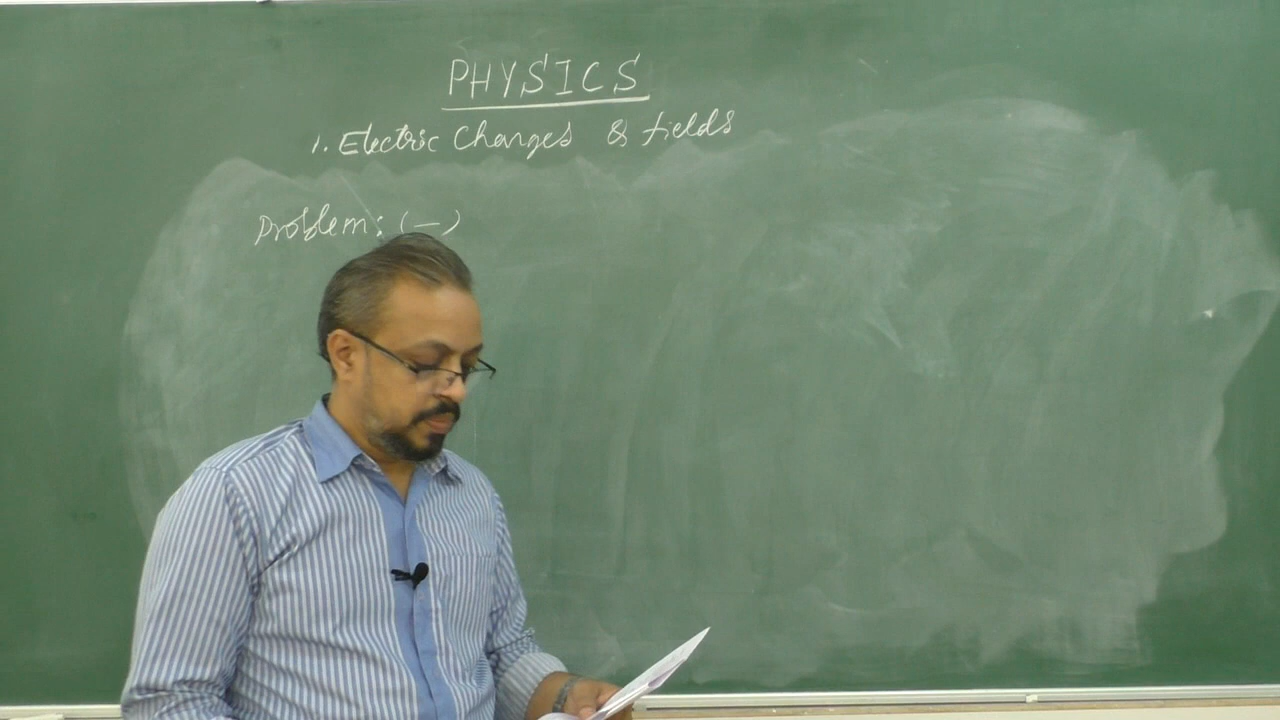 PHYSICS
1. Electric Charges & fields
Problem: (-)